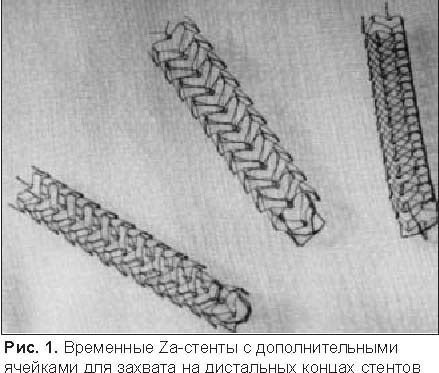 Рис. 1. Временные Za-стенты с дополнительными
ячейками для захвата на дистальных концах стентов